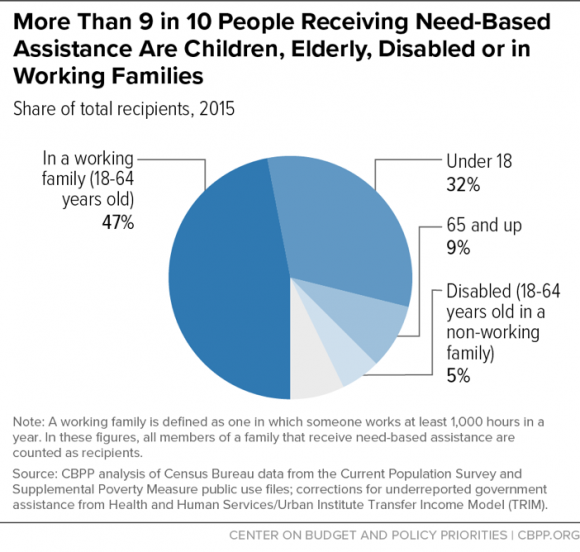 More Than 9 in 10 People Receiving Need-Based
Assistance Are Children, Elderly, Disabled or in
Working Families
Share of total recipients, 2015
In a working
family (18-64
years old)
47%
Under 18
32%
65 and up
9%
Disabled (18-64
years old in a
non-working
family)
5%
Note: A working family is defined as one in which someone works at least 1,000 hours in a
year. In these figures, all members of a family that receive need-based assistance are
counted as recipients.
Source: CBPP analysis of Census Bureau data from the Current Population Survey and
Supplemental Poverty Measure public use files; corrections for underreported government
assistance from Health and Human Services/Urban Institute Transfer Income Model (TRIM).
CENTER ON BUDGET AND POLICY PRIORITIES | CBPP.ORG